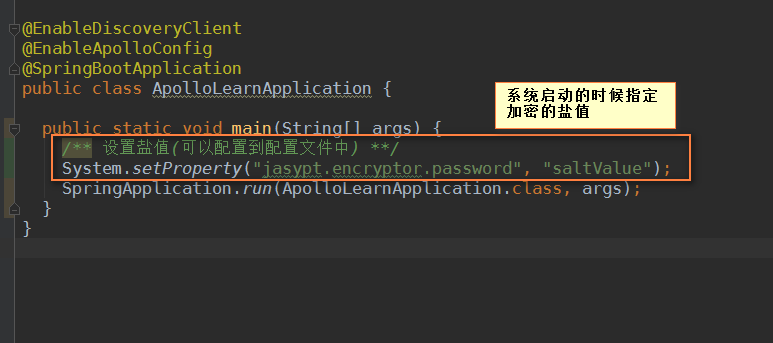 @EnableDiscoveryClient
@EnableApolloConfig
@SpringBootApplication
public class ApolloLearnApplication {
系统启动的时候指定
加密的盐值
public static void main(String[] args) {
/** 设置盐值(可以配置到配置文件中) **/
System.setProperty("jasypt.encryptor.password", "saltValue");
SpringApplication.run(ApolloLearnApplication.class, args);
}
}